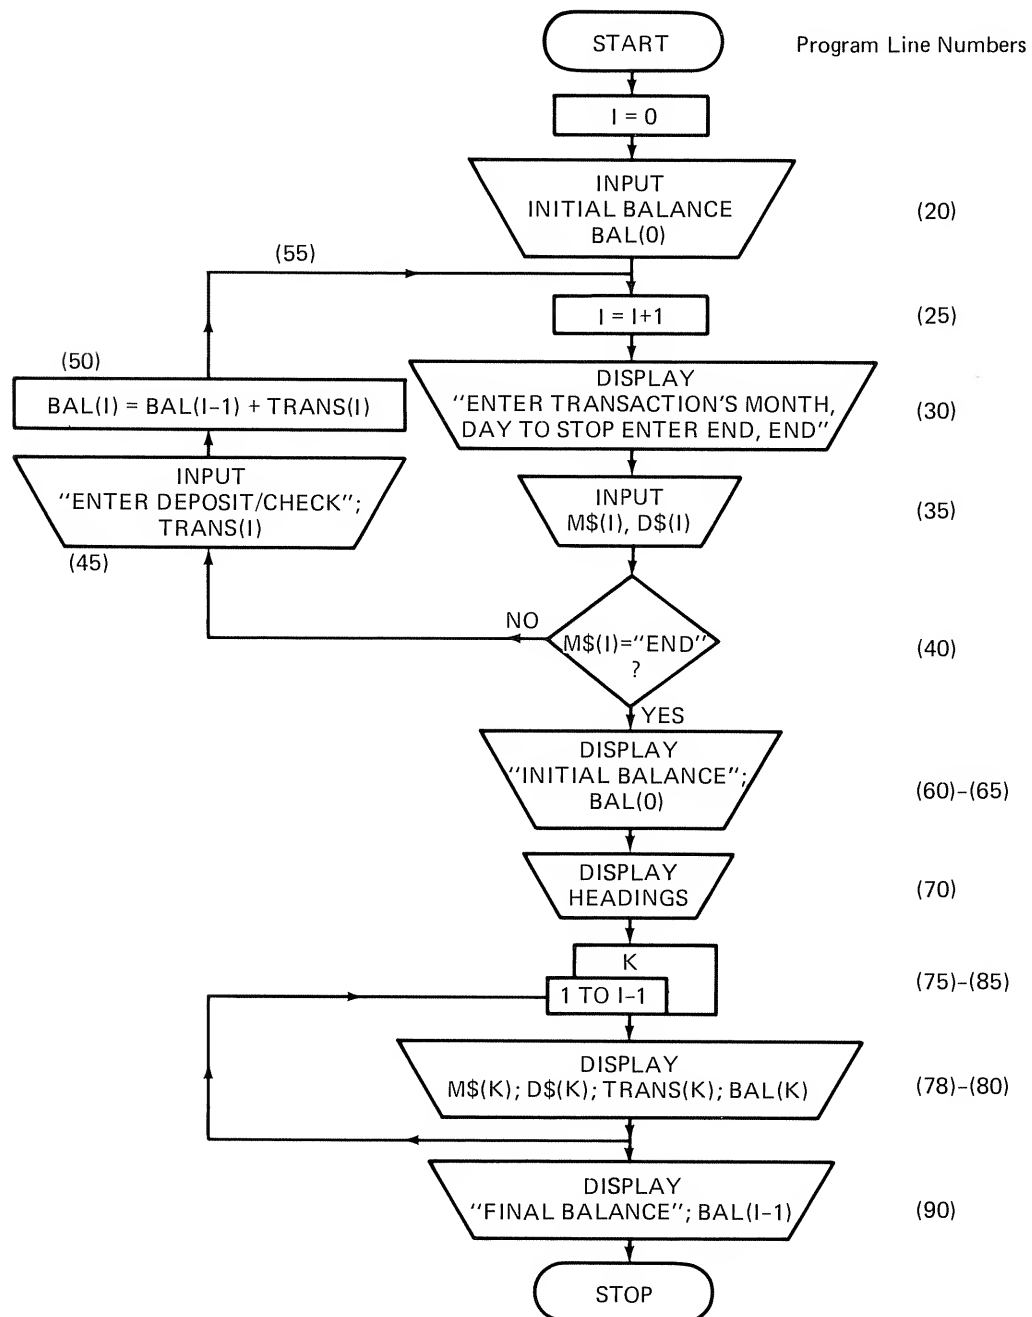 START
Program Line Numbers
I = 0
INPUT
INITIAL BALANCE
BAL(0)
(20)
(55)
I = I+1
(25)
(50)
BAL(I) = BAL(I-1) + TRANS(I)
DISPLAY
"ENTER TRANSACTION'S MONTH,
DAY TO STOP ENTER END, END"
(30)
INPUT
"ENTER DEPOSIT/CHECK";
TRANS(I)
(45)
INPUT
M$(I), D$(I)
(35)
NO
M$(I)="END"
?
(40)
YES
DISPLAY
"INITIAL BALANCE";
BAL(0)
(60)-(65)
DISPLAY
HEADINGS
(70)
K
1 TO I-1
(75)-(85)
DISPLAY
M$(K); D$(K); TRANS(K); BAL(K)
(78)-(80)
DISPLAY
"FINAL BALANCE"; BAL(I-1)
(90)
STOP